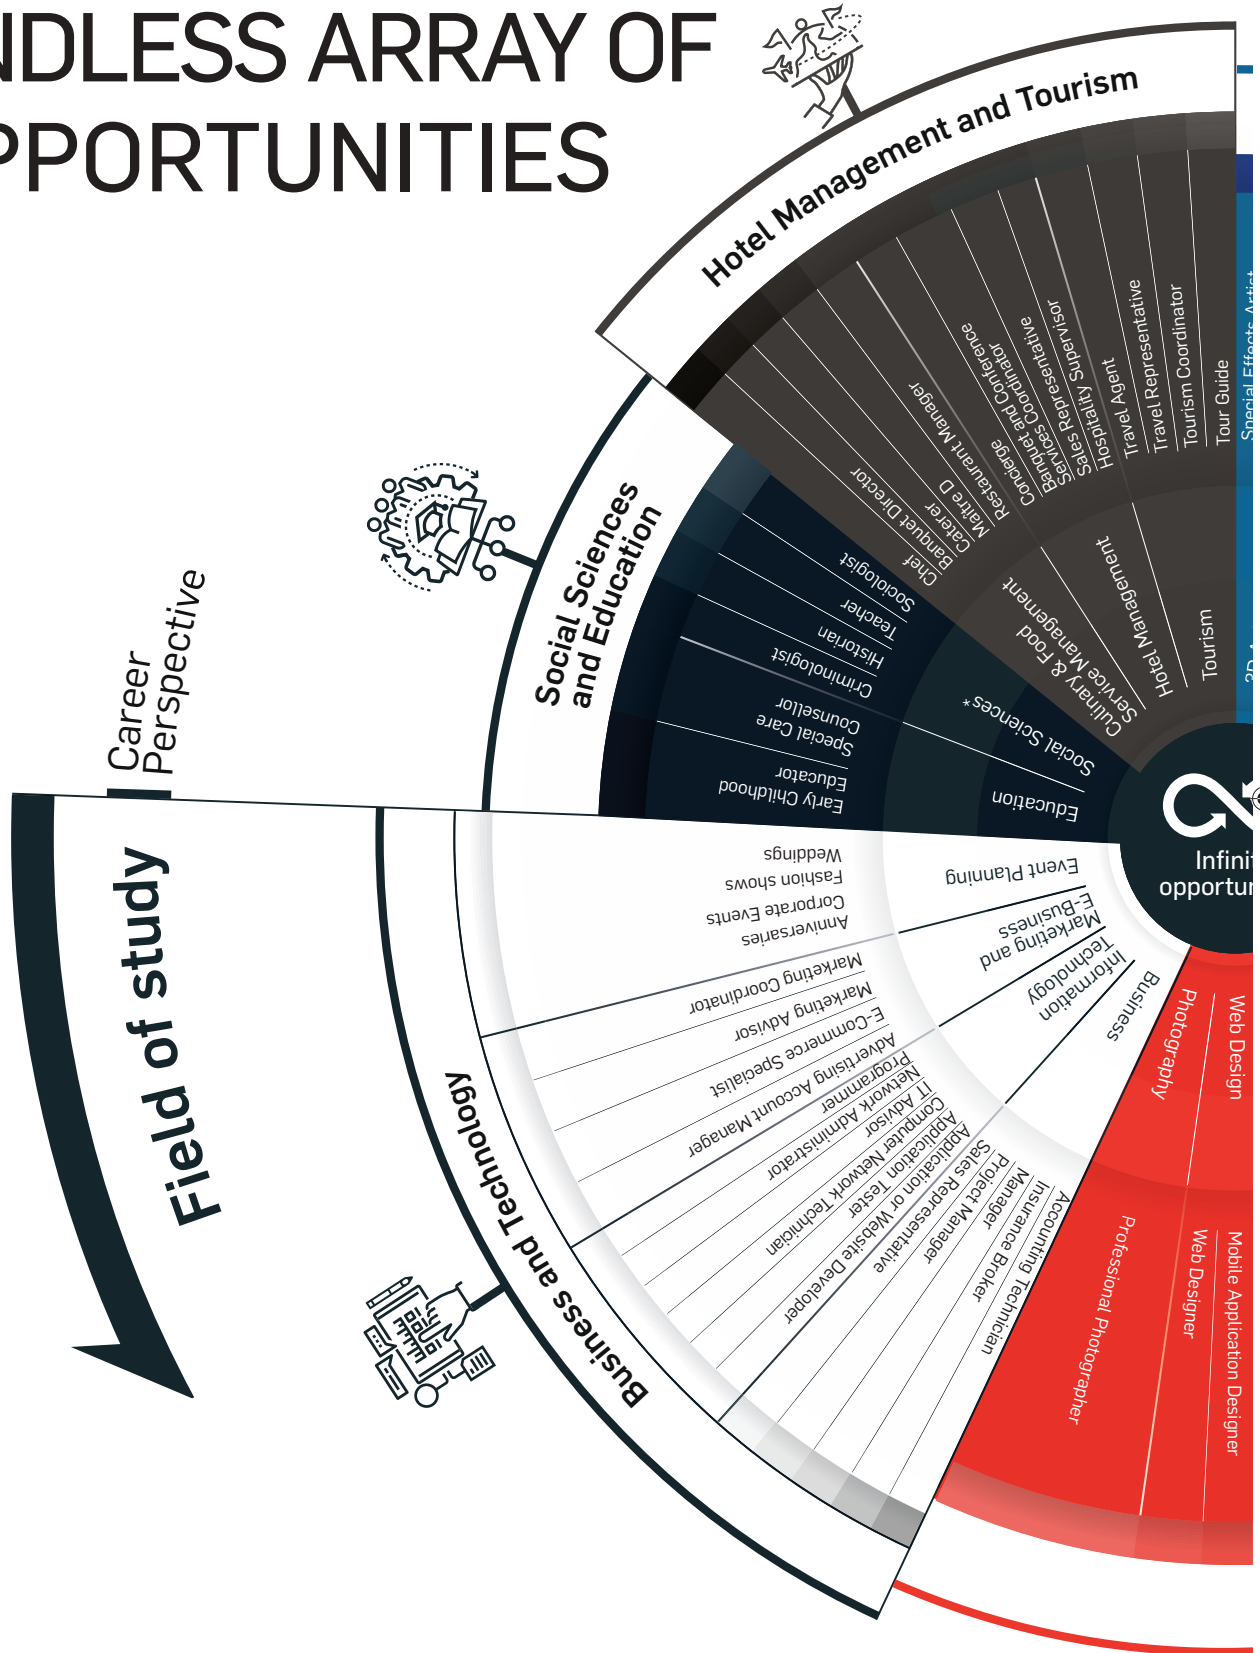 NDLESS ARRAY OF
PPORTUNITIES
Career
Perspective
Field of study
Hotel Management and Tourism
Tour Guide
Tourism Coordinator
Travel Representative
Travel Agent
Hospitality Supervisor
Sales Representative
Banquet and Conference
Services Coordinator
Concierge
Restaurant Manager
Maître D
Caterer
Banquet Director
Chef
Tourism
Hotel Management
Culinary & Food
Service Management
Social Sciences
and Education
Sociologist
Teacher
Historian
Criminologist
Special Care
Counsellor
Early Childhood
Educator
Social Sciences*
Education
Business and Technology
Weddings
Fashion shows
Corporate Events
Anniversaries
Marketing Coordinator
Marketing Advisor
E-Commerce Specialist
Advertising Account Manager
Programmer
Network Administrator
IT Advisor
Computer Network Technician
Application Tester
Application or Website Developer
Sales Representative
Project Manager
Manager
Insurance Broker
Accounting Technician
Event Planning
Marketing and
E-Business
Information
Technology
Business
Photography
Web Design
Professional Photographer
Web Designer
Mobile Application Designer
Special Effects Artist
Infinit
opportun